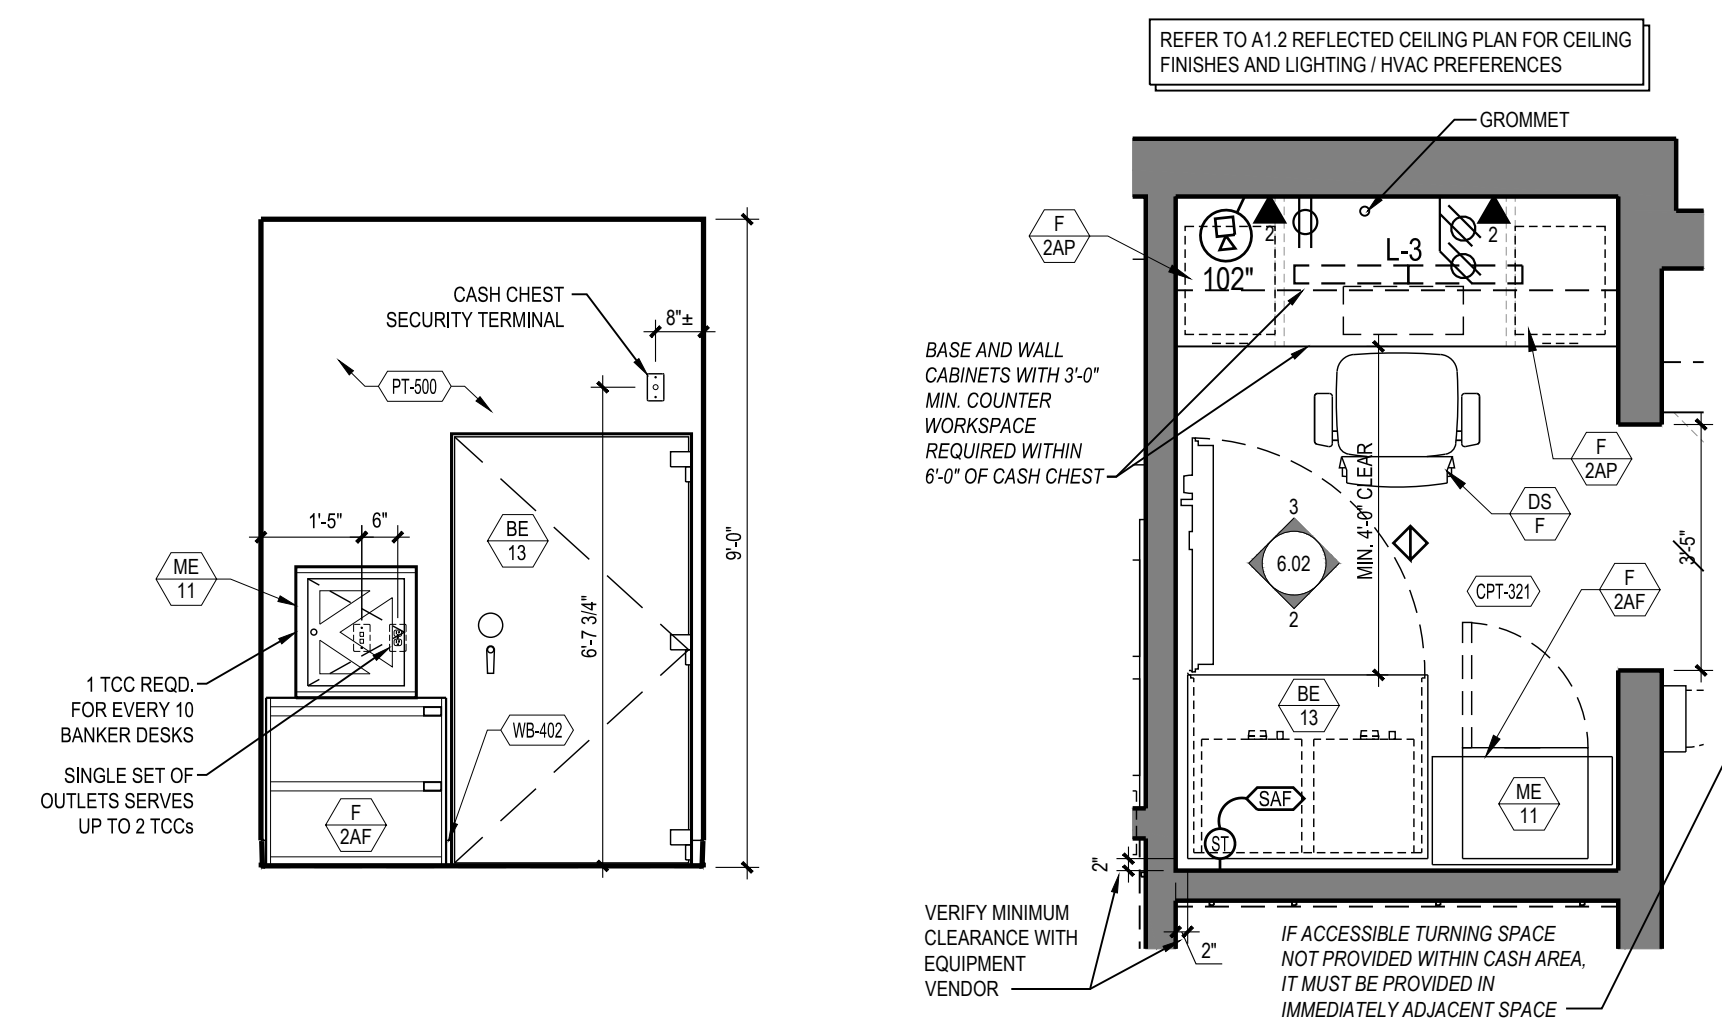 REFER TO A1.2 REFLECTED CEILING PLAN FOR CEILING
FINISHES AND LIGHTING / HVAC PREFERENCES
CASH CHEST
SECURITY TERMINAL
8"±
PT-500
1'-5"
6"
BE
13
ME
11
6'-7 3/4"
9'-0"
1 TCC REQD.
FOR EVERY 10
BANKER DESKS
WB-402
SINGLE SET OF
OUTLETS SERVES
UP TO 2 TCCs
F
2AF
GROMMET
F
2AP
2
2
L-3
102"
BASE AND WALL
CABINETS WITH 3'-0"
MIN. COUNTER
WORKSPACE
REQUIRED WITHIN
6'-0" OF CASH CHEST
F
2AP
DS
F
MIN. 4'-0" CLEAR
3
6.02
2
3'-5"
CPT-321
F
2AF
BE
13
SAF
ME
11
ST
2"
VERIFY MINIMUM
CLEARANCE WITH
EQUIPMENT
VENDOR
2"
IF ACCESSIBLE TURNING SPACE
NOT PROVIDED WITHIN CASH AREA,
IT MUST BE PROVIDED IN
IMMEDIATELY ADJACENT SPACE